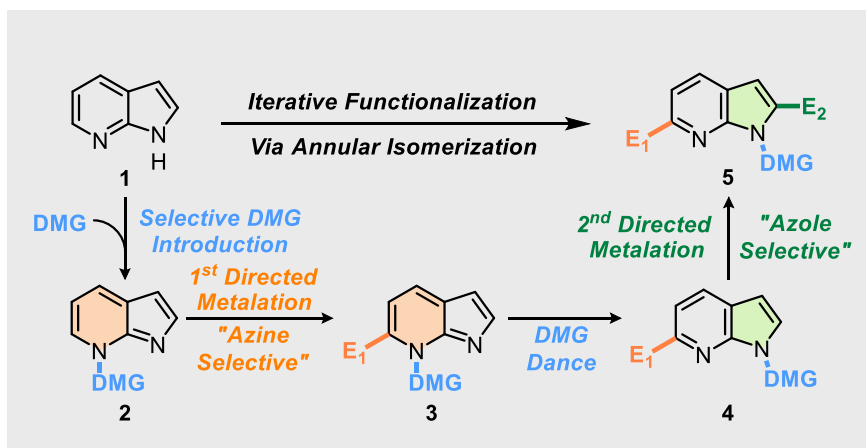 N
N
H
1
Iterative Functionalization
Via Annular Isomerization
E1
N
N
E2
DMG
5
DMG
Selective DMG
Introduction
2nd Directed
Metalation
"Azole
Selective"
N
N
DMG
2
1st Directed
Metalation
"Azine
Selective"
E1
N
N
DMG
3
DMG
Dance
E1
N
N
DMG
4